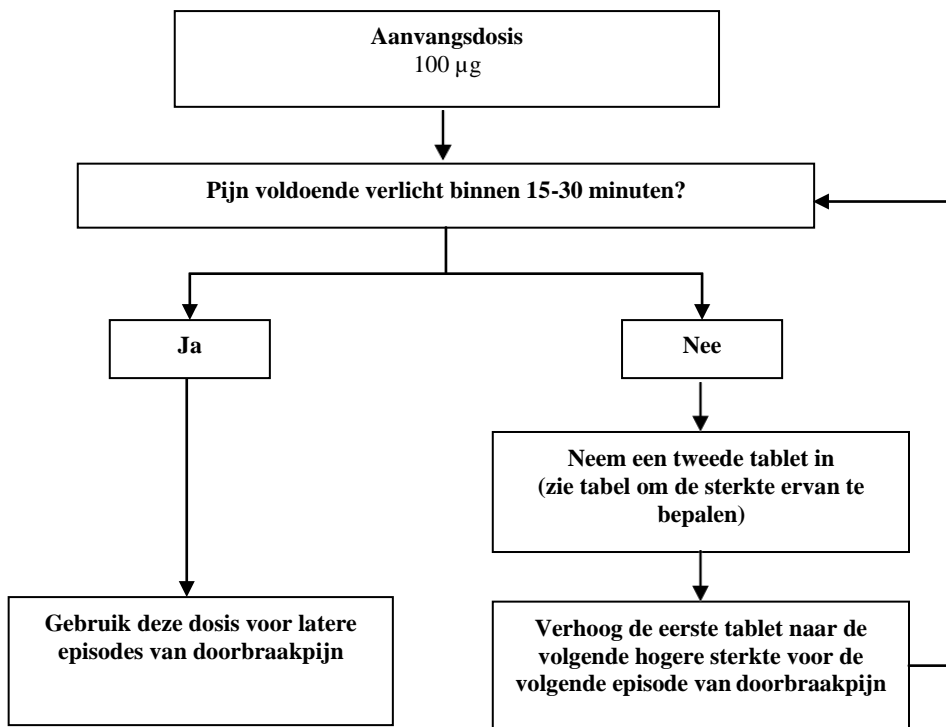 Aanvangsdosis
100 µg
Pijn voldoende verlicht binnen 15-30 minuten?
Ja
Nee
Neem een tweede tablet in
(zie tabel om de sterkte ervan te
bepalen)
Gebruik deze dosis voor latere
episodes van doorbraakpijn
Verhoog de eerste tablet naar de
volgende hogere sterkte voor de
volgende episode van doorbraakpijn